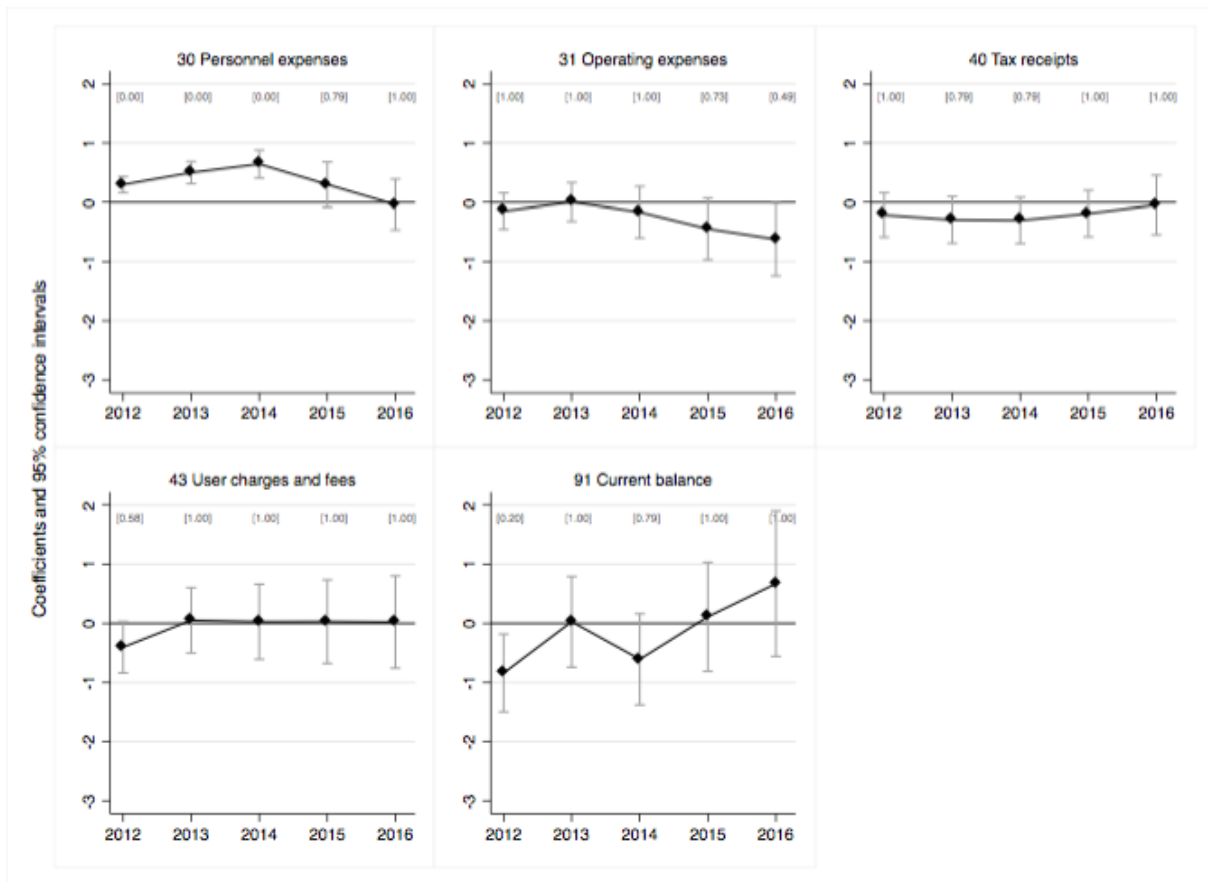 30 Personnel expenses
2
[0.00] [0.00] [0.00] [0.79] [1.00]
1
0
-1
-2
-3
2012 2013 2014 2015 2016
31 Operating expenses
2
[1.00] [1.00] [1.00] [0.73] [0.49]
1
0
-1
-2
-3
2012 2013 2014 2015 2016
40 Tax receipts
2
[1.00] [0.79] [0.79] [1.00] [1.00]
1
0
-1
-2
-3
2012 2013 2014 2015 2016
Coefficients and 95% confidence intervals
43 User charges and fees
2
[0.58] [1.00] [1.00] [1.00] [1.00]
1
0
-1
-2
-3
2012 2013 2014 2015 2016
91 Current balance
2
[0.20] [1.00] [0.79] [1.00] [1.00]
1
0
-1
-2
-3
2012 2013 2014 2015 2016